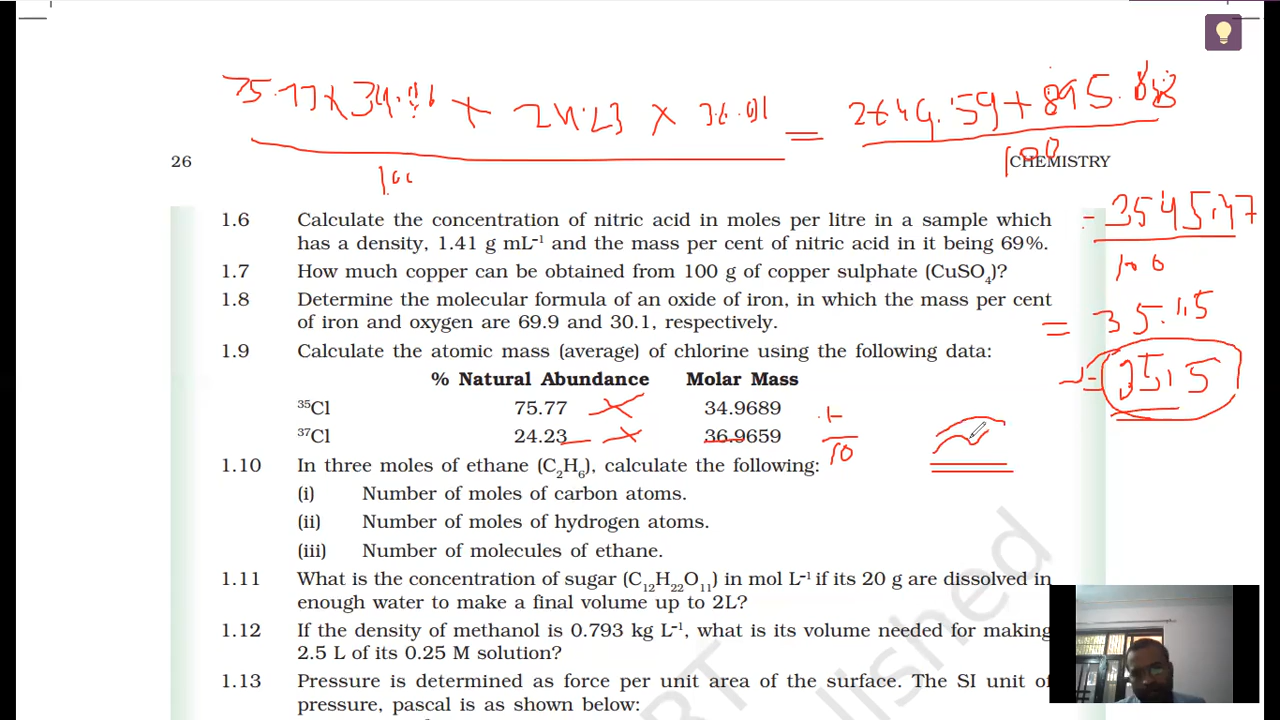 75.77 × 34.96 + 24.23 × 36.96 = 2649.59 + 895.88
100
100
26
CHEMISTRY
1.6 Calculate the concentration of nitric acid in moles per litre in a sample which
has a density, 1.41 g mL⁻¹ and the mass per cent of nitric acid in it being 69%.
1.7 How much copper can be obtained from 100 g of copper sulphate (CuSO₄)?
1.8 Determine the molecular formula of an oxide of iron, in which the mass per cent
of iron and oxygen are 69.9 and 30.1, respectively.
1.9 Calculate the atomic mass (average) of chlorine using the following data:
% Natural Abundance Molar Mass
³⁵Cl 75.77 × 34.9689
³⁷Cl 24.23 × 36.9659
+
10
= 3545.47
100
= 35.45
= 35.5
1.10 In three moles of ethane (C₂H₆), calculate the following:
(i) Number of moles of carbon atoms.
(ii) Number of moles of hydrogen atoms.
(iii) Number of molecules of ethane.
1.11 What is the concentration of sugar (C₁₂H₂₂O₁₁) in mol L⁻¹ if its 20 g are dissolved in
enough water to make a final volume up to 2L?
1.12 If the density of methanol is 0.793 kg L⁻¹, what is its volume needed for making
2.5 L of its 0.25 M solution?
1.13 Pressure is determined as force per unit area of the surface. The SI unit of
pressure, pascal is as shown below: